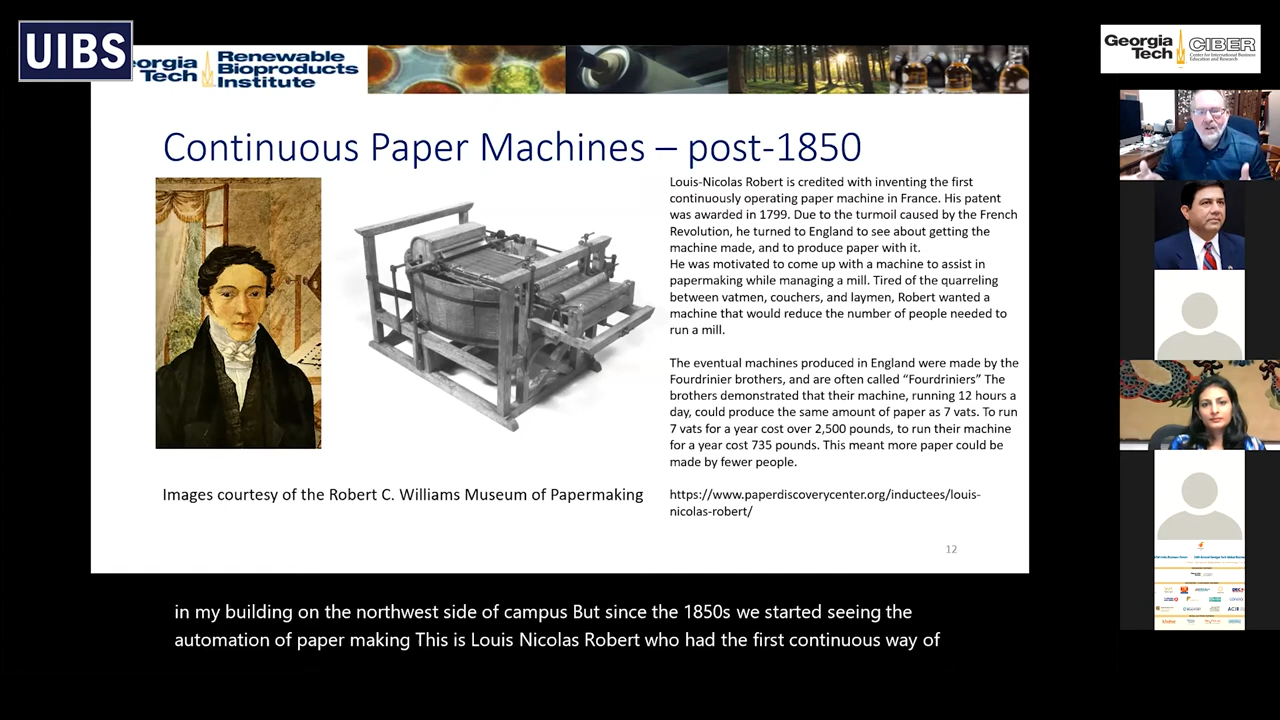 UIBS
Georgia Tech
Renewable
Bioproducts
Institute
Georgia Tech
CIBER
Center for International Business
Education and Research
Continuous Paper Machines – post-1850
Louis-Nicolas Robert is credited with inventing the first
continuously operating paper machine in France. His patent
was awarded in 1799. Due to the turmoil caused by the French
Revolution, he turned to England to see about getting the
machine made, and to produce paper with it.
He was motivated to come up with a machine to assist in
papermaking while managing a mill. Tired of the quarreling
between vatmen, couchers, and laymen, Robert wanted a
machine that would reduce the number of people needed to
run a mill.
The eventual machines produced in England were made by the
Fourdrinier brothers, and are often called “Fourdriniers” The
brothers demonstrated that their machine, running 12 hours a
day, could produce the same amount of paper as 7 vats. To run
7 vats for a year cost over 2,500 pounds, to run their machine
for a year cost 735 pounds. This meant more paper could be
made by fewer people.
Images courtesy of the Robert C. Williams Museum of Papermaking
https://www.paperdiscoverycenter.org/inductees/louis-
nicolas-robert/
12
in my building on the northwest side of campus But since the 1850s we started seeing the
automation of paper making This is Louis Nicolas Robert who had the first continuous way of